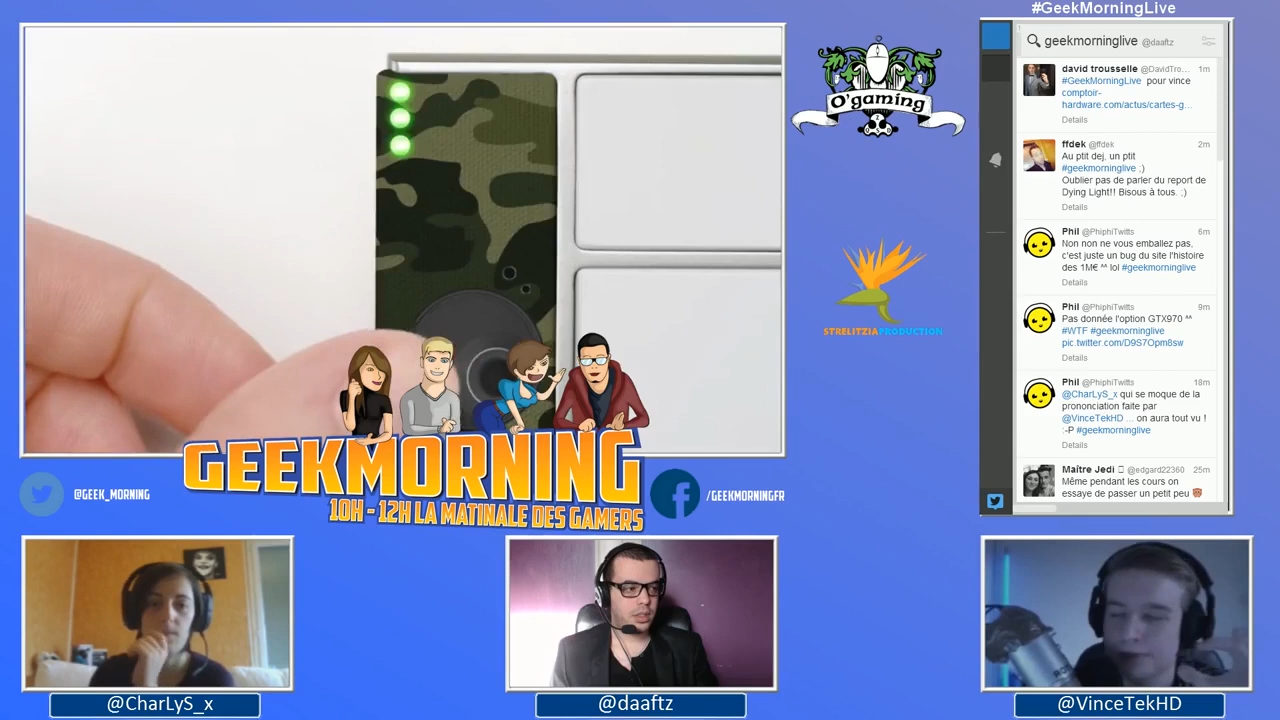 #GeekMorningLive
O'gaming
STRELITZIAPRODUCTION
geekmorninglive @daaftz
david trousselle @DavidTro... 1m
#GeekMorningLive pour vince
comptoir-
hardware.com/actus/cartes-g...
Details
ffdek @ffdek 2m
Au ptit dej, un ptit
#geekmorninglive ;)
Oublier pas de parler du report de
Dying Light!! Bisous à tous. ;)
Details
Phil @PhiphiTwitts 6m
Non non ne vous emballez pas,
c'est juste un bug du site l'histoire
des 1M€ ^^ lol #geekmorninglive
Details
Phil @PhiphiTwitts 9m
Pas donnée l'option GTX970 ^^
#WTF #geekmorninglive
pic.twitter.com/D9S7Opm8sw
Details
Phil @PhiphiTwitts 18m
@CharLyS_x qui se moque de la
prononciation faite par
@VinceTekHD ... on aura tout vu !
:-P #geekmorninglive
Details
Maître Jedi @edgard22360 25m
Même pendant les cours on
essaye de passer un petit peu
GEEKMORNING
10H - 12H LA MATINALE DES GAMERS
@GEEK_MORNING
/GEEKMORNINGFR
@CharLyS_x
@daaftz
@VinceTekHD